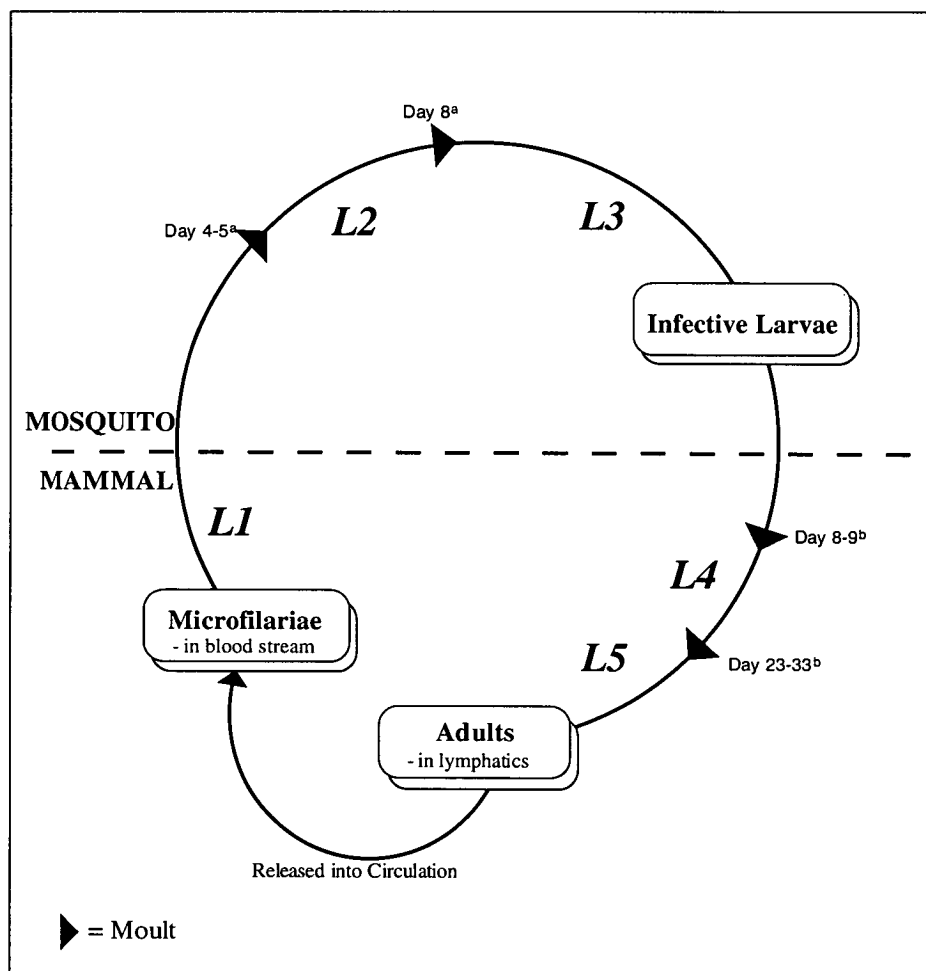 Day 8ᵃ
Day 4-5ᵃ
L2
L3
Infective Larvae
MOSQUITO
MAMMAL
L1
Day 8-9ᵇ
L4
Microfilariae
- in blood stream
L5
Day 23-33ᵇ
Adults
- in lymphatics
Released into Circulation
= Moult